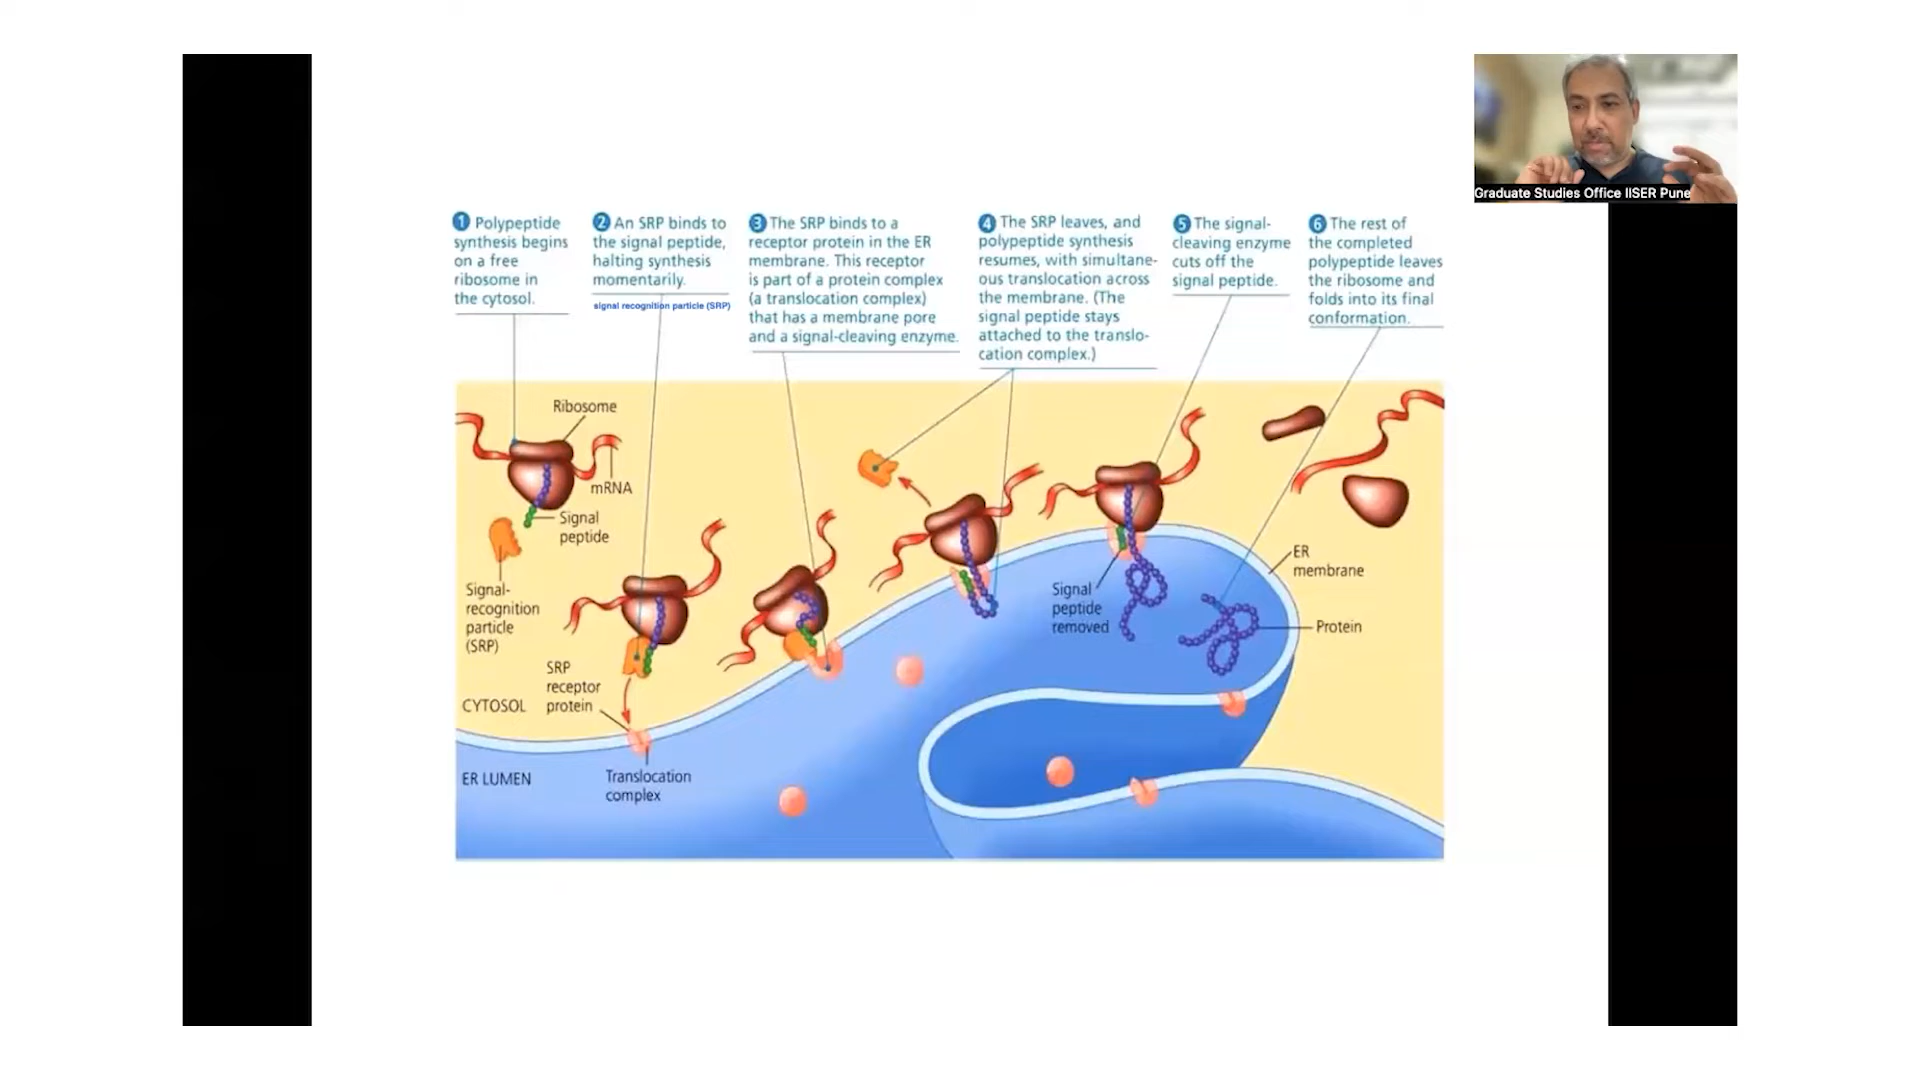 Graduate Studies Office IISER Pune
1 Polypeptide
synthesis begins
on a free
ribosome in
the cytosol.
2 An SRP binds to
the signal peptide,
halting synthesis
momentarily.
signal recognition particle (SRP)
3 The SRP binds to a
receptor protein in the ER
membrane. This receptor
is part of a protein complex
(a translocation complex)
that has a membrane pore
and a signal-cleaving enzyme.
4 The SRP leaves, and
polypeptide synthesis
resumes, with simultane-
ous translocation across
the membrane. (The
signal peptide stays
attached to the translo-
cation complex.)
5 The signal-
cleaving enzyme
cuts off the
signal peptide.
6 The rest of
the completed
polypeptide leaves
the ribosome and
folds into its final
conformation.
Ribosome
mRNA
Signal
peptide
Signal-
recognition
particle
(SRP)
SRP
receptor
protein
CYTOSOL
ER LUMEN
Translocation
complex
Signal
peptide
removed
ER
membrane
Protein